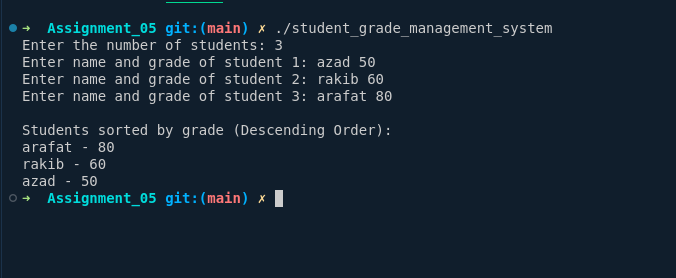 ➜ Assignment_05 git:(main) ✗ ./student_grade_management_system
Enter the number of students: 3
Enter name and grade of student 1: azad 50
Enter name and grade of student 2: rakib 60
Enter name and grade of student 3: arafat 80
Students sorted by grade (Descending Order):
arafat - 80
rakib - 60
azad - 50
➜ Assignment_05 git:(main) ✗